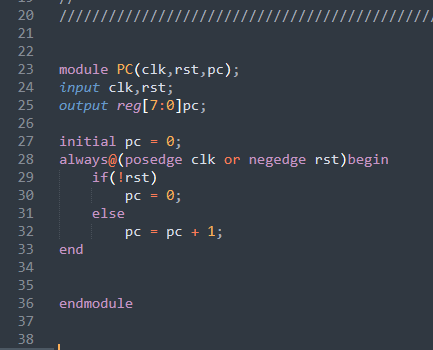 20 //////////////////////////////////////////////
21
22
23 module PC(clk,rst,pc);
24 input clk,rst;
25 output reg[7:0]pc;
26
27 initial pc = 0;
28 always@(posedge clk or negedge rst)begin
29     if(!rst)
30         pc = 0;
31     else
32         pc = pc + 1;
33 end
34
35
36 endmodule
37
38